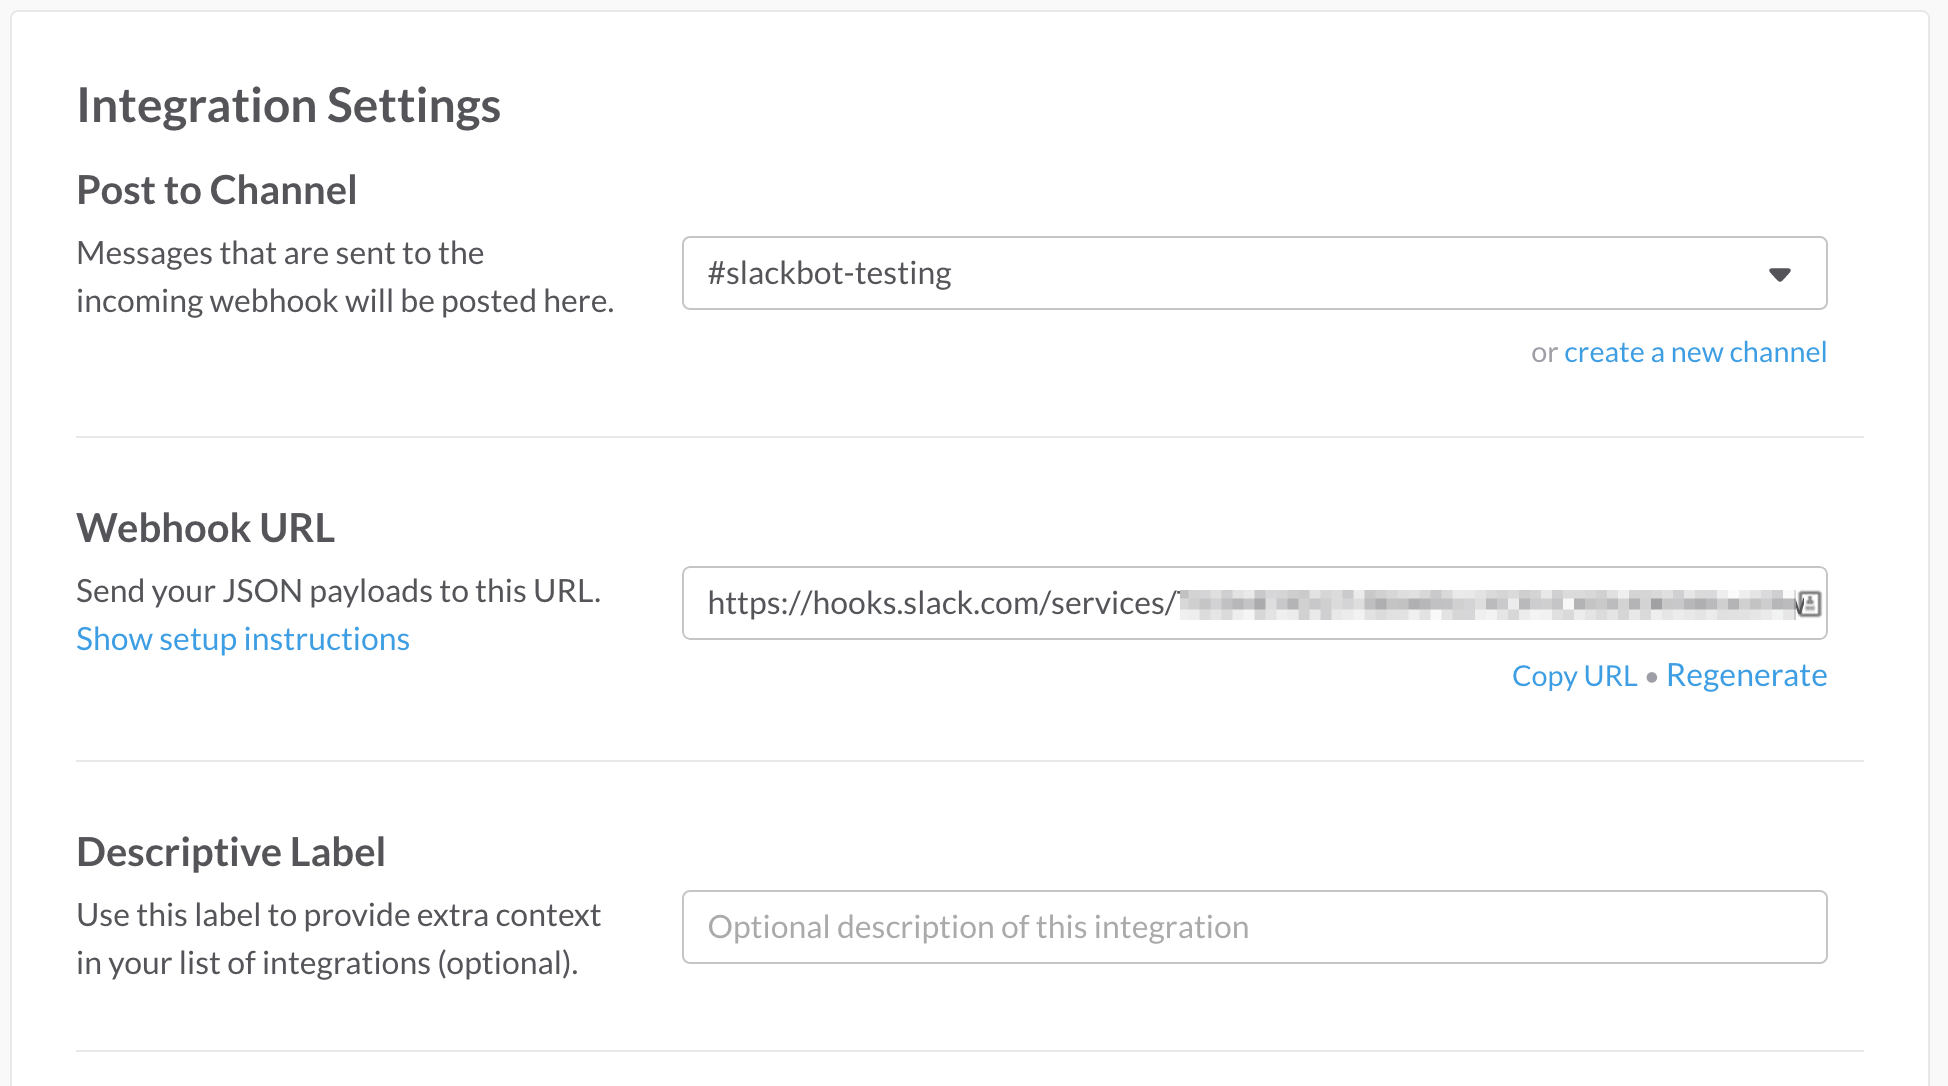 Integration Settings
Post to Channel
Messages that are sent to the
incoming webhook will be posted here.
#slackbot-testing
or create a new channel
Webhook URL
Send your JSON payloads to this URL.
Show setup instructions
https://hooks.slack.com/services/
Copy URL • Regenerate
Descriptive Label
Use this label to provide extra context
in your list of integrations (optional).
Optional description of this integration